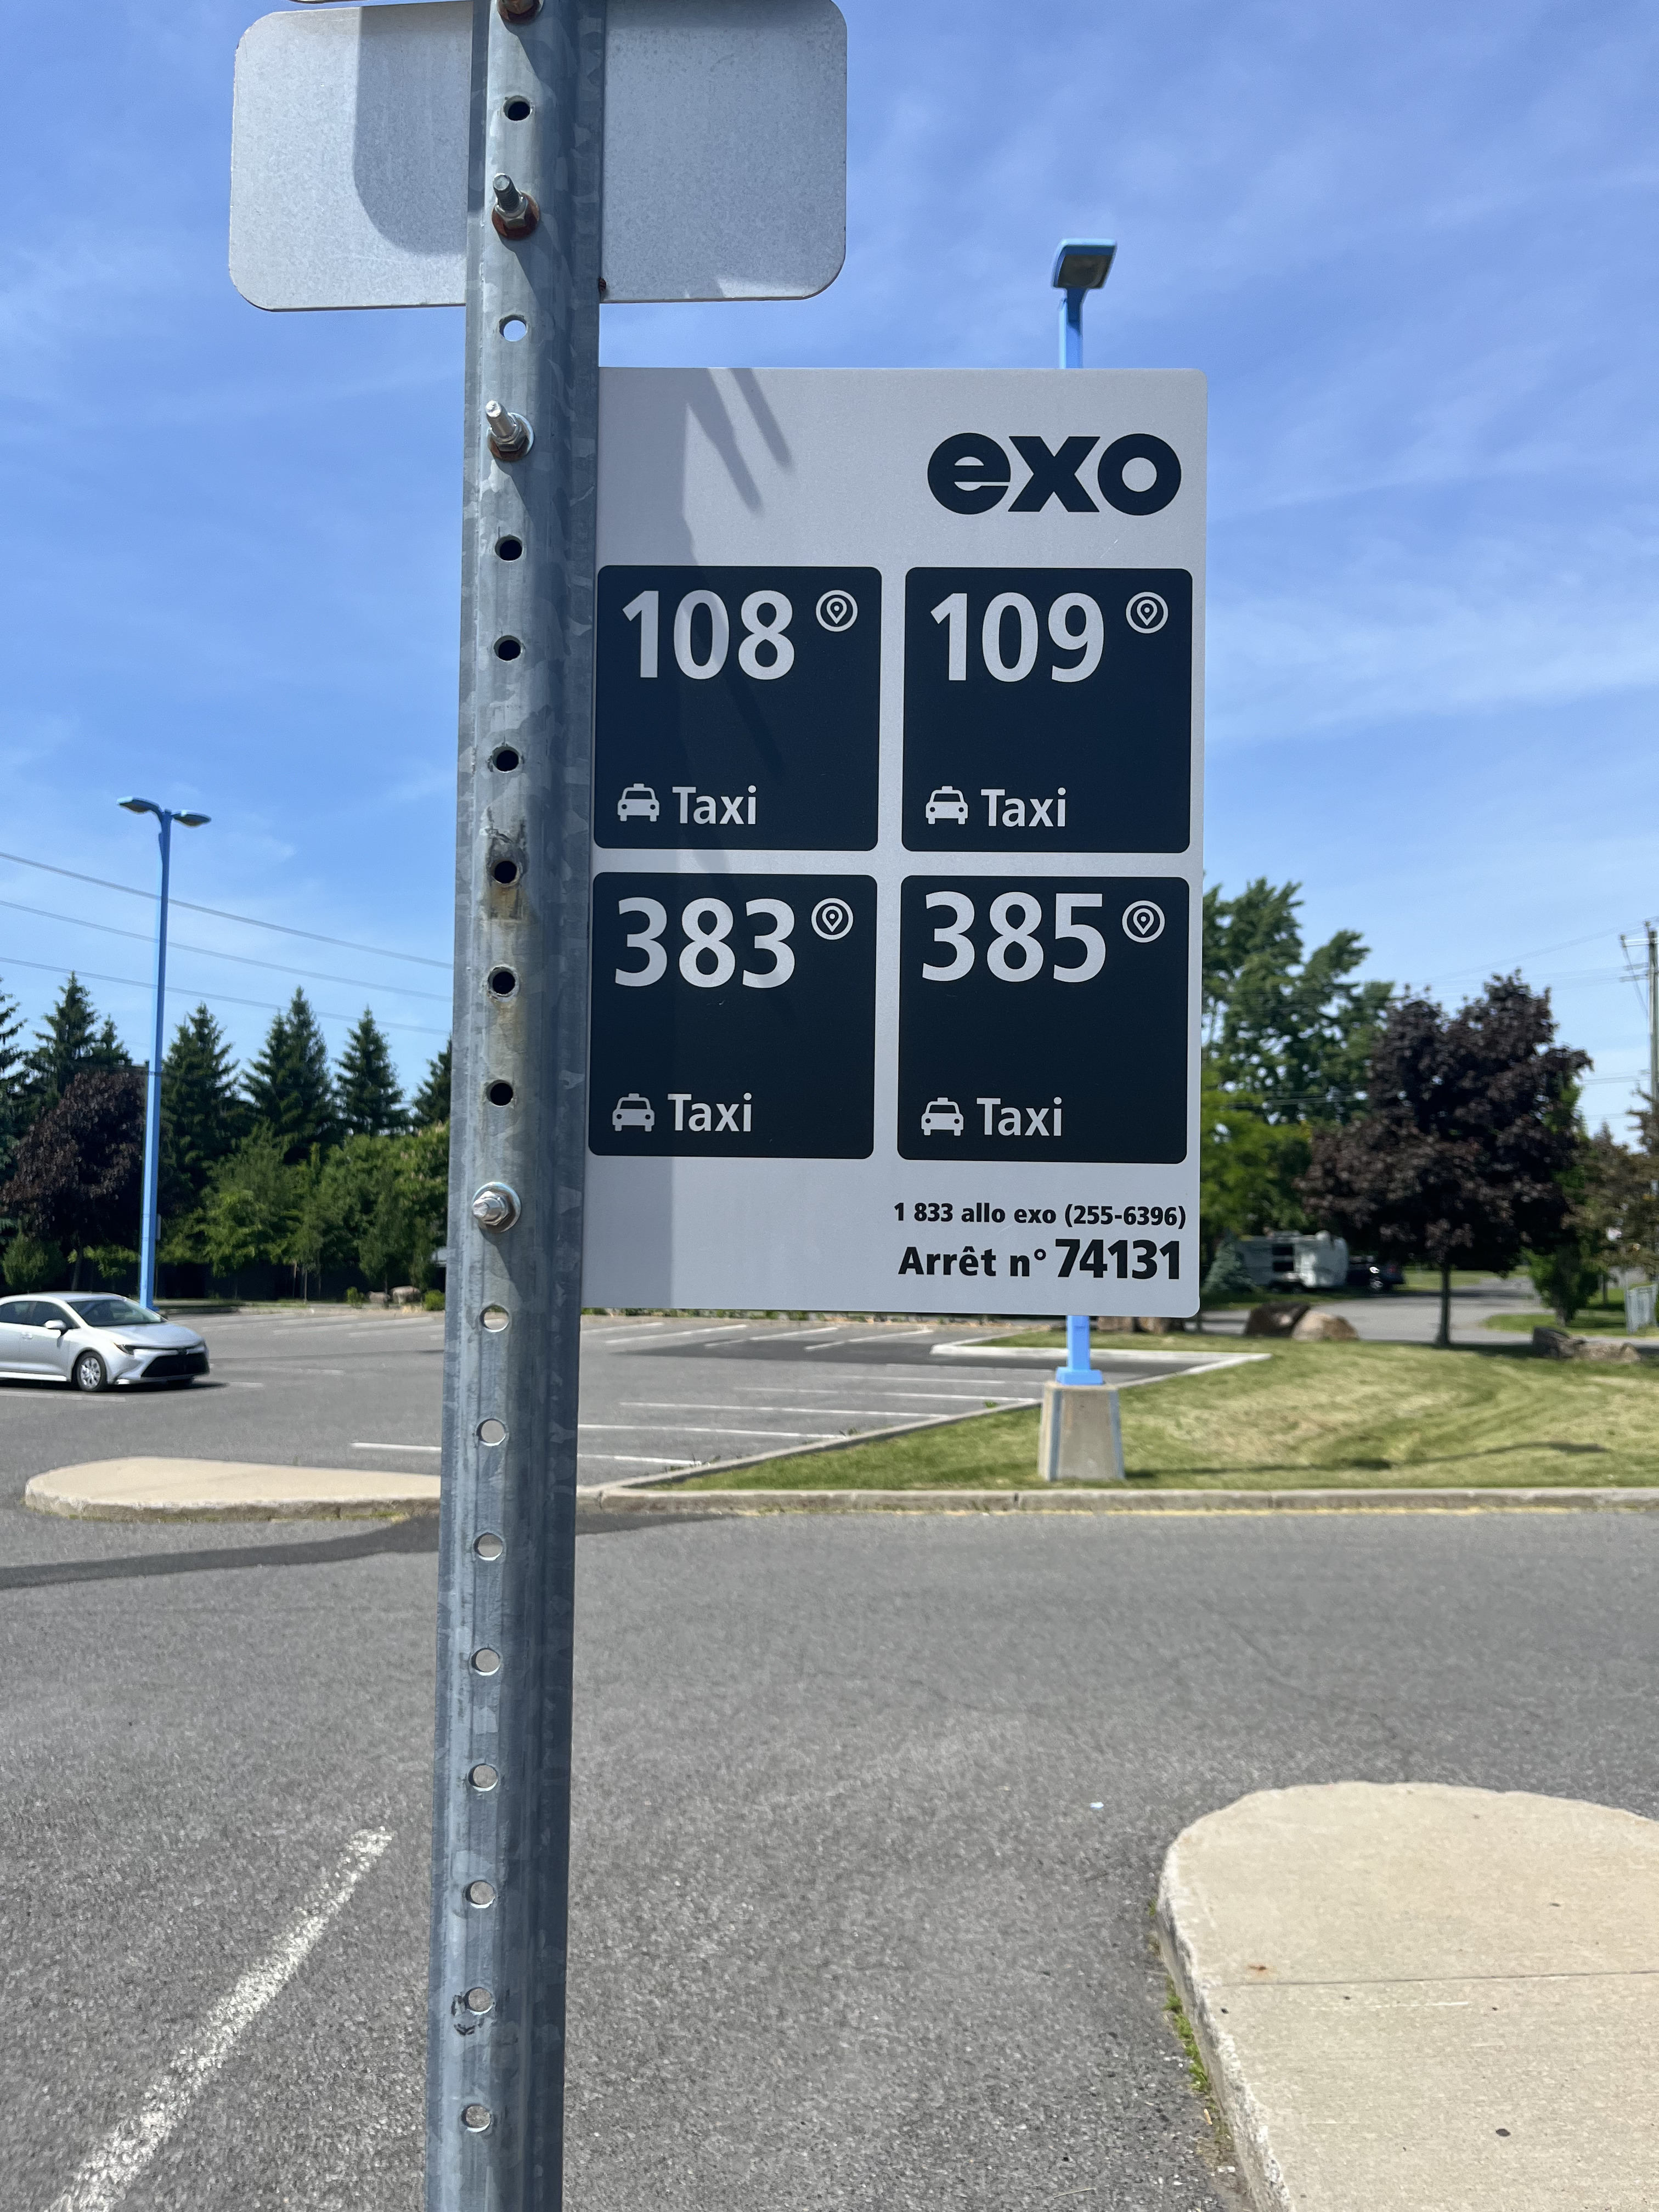 exo
108 109
Taxi Taxi
383 385
Taxi Taxi
1 833 allo exo (255-6396)
Arrêt n° 74131